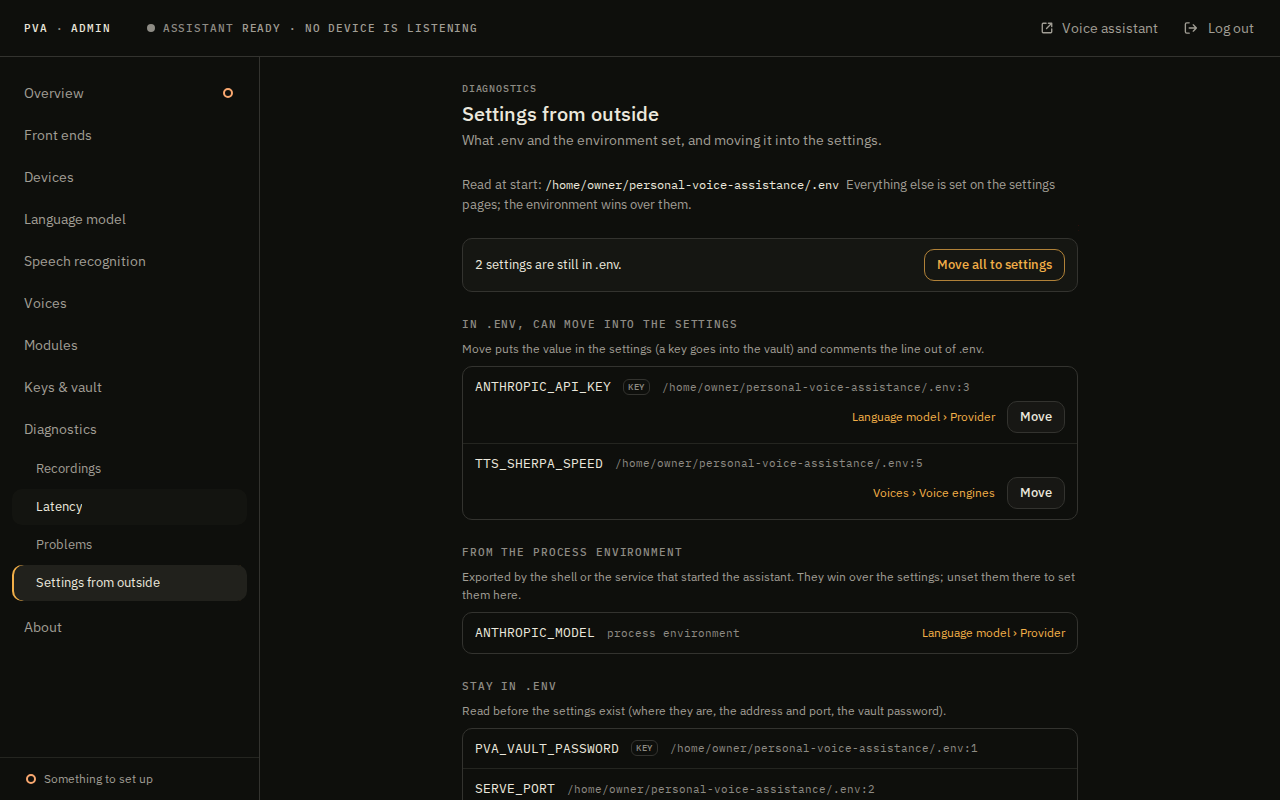 PVA · ADMIN
ASSISTANT READY · NO DEVICE IS LISTENING
Voice assistant
Log out
Overview
Front ends
Devices
Language model
Speech recognition
Voices
Modules
Keys & vault
Diagnostics
Recordings
Latency
Problems
Settings from outside
About
Something to set up
DIAGNOSTICS
Settings from outside
What .env and the environment set, and moving it into the settings.
Read at start: /home/owner/personal-voice-assistance/.env Everything else is set on the settings
pages; the environment wins over them.
2 settings are still in .env.
Move all to settings
IN .ENV, CAN MOVE INTO THE SETTINGS
Move puts the value in the settings (a key goes into the vault) and comments the line out of .env.
ANTHROPIC_API_KEY KEY /home/owner/personal-voice-assistance/.env:3
Language model › Provider Move
TTS_SHERPA_SPEED /home/owner/personal-voice-assistance/.env:5
Voices › Voice engines Move
FROM THE PROCESS ENVIRONMENT
Exported by the shell or the service that started the assistant. They win over the settings; unset them there to set
them here.
ANTHROPIC_MODEL process environment Language model › Provider
STAY IN .ENV
Read before the settings exist (where they are, the address and port, the vault password).
PVA_VAULT_PASSWORD KEY /home/owner/personal-voice-assistance/.env:1
SERVE_PORT /home/owner/personal-voice-assistance/.env:2